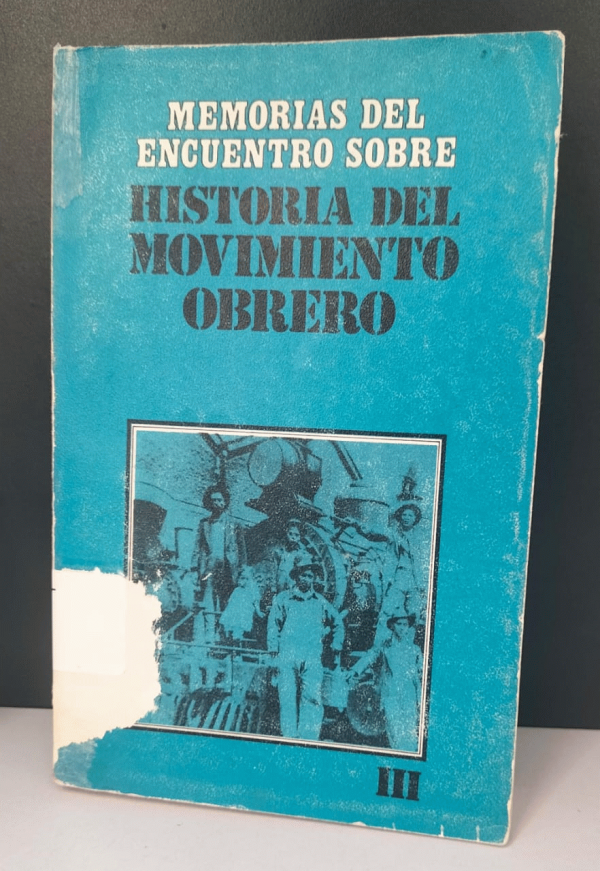 MEMORIAS DEL
ENCUENTRO SOBRE
HISTORIA DEL
MOVIMIENTO
OBRERO
III